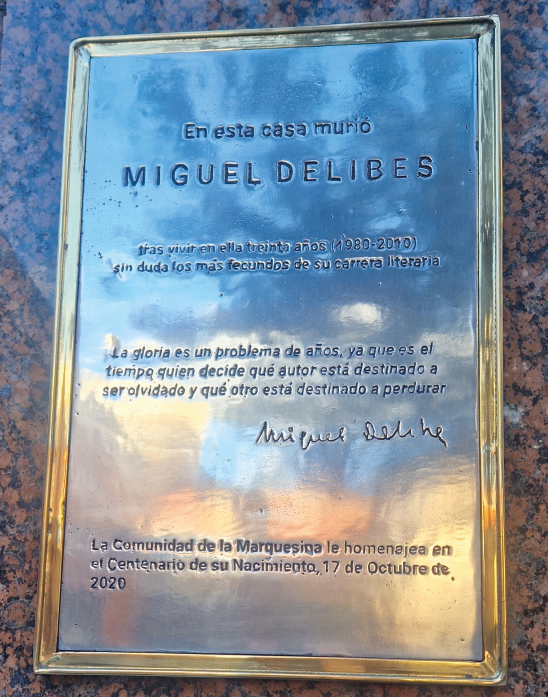 En esta casa murió
MIGUEL DELIBES
tras vivir en ella treinta años (1980-2010)
sin duda los más fecundos de su carrera literaria
La gloria es un problema de años, ya que es el
tiempo quien decide qué autor está destinado a
ser olvidado y qué otro está destinado a perdurar
Miguel Delibes
La Comunidad de la Marquesina le homenajea en
el Centenario de su Nacimiento, 17 de Octubre de
2020